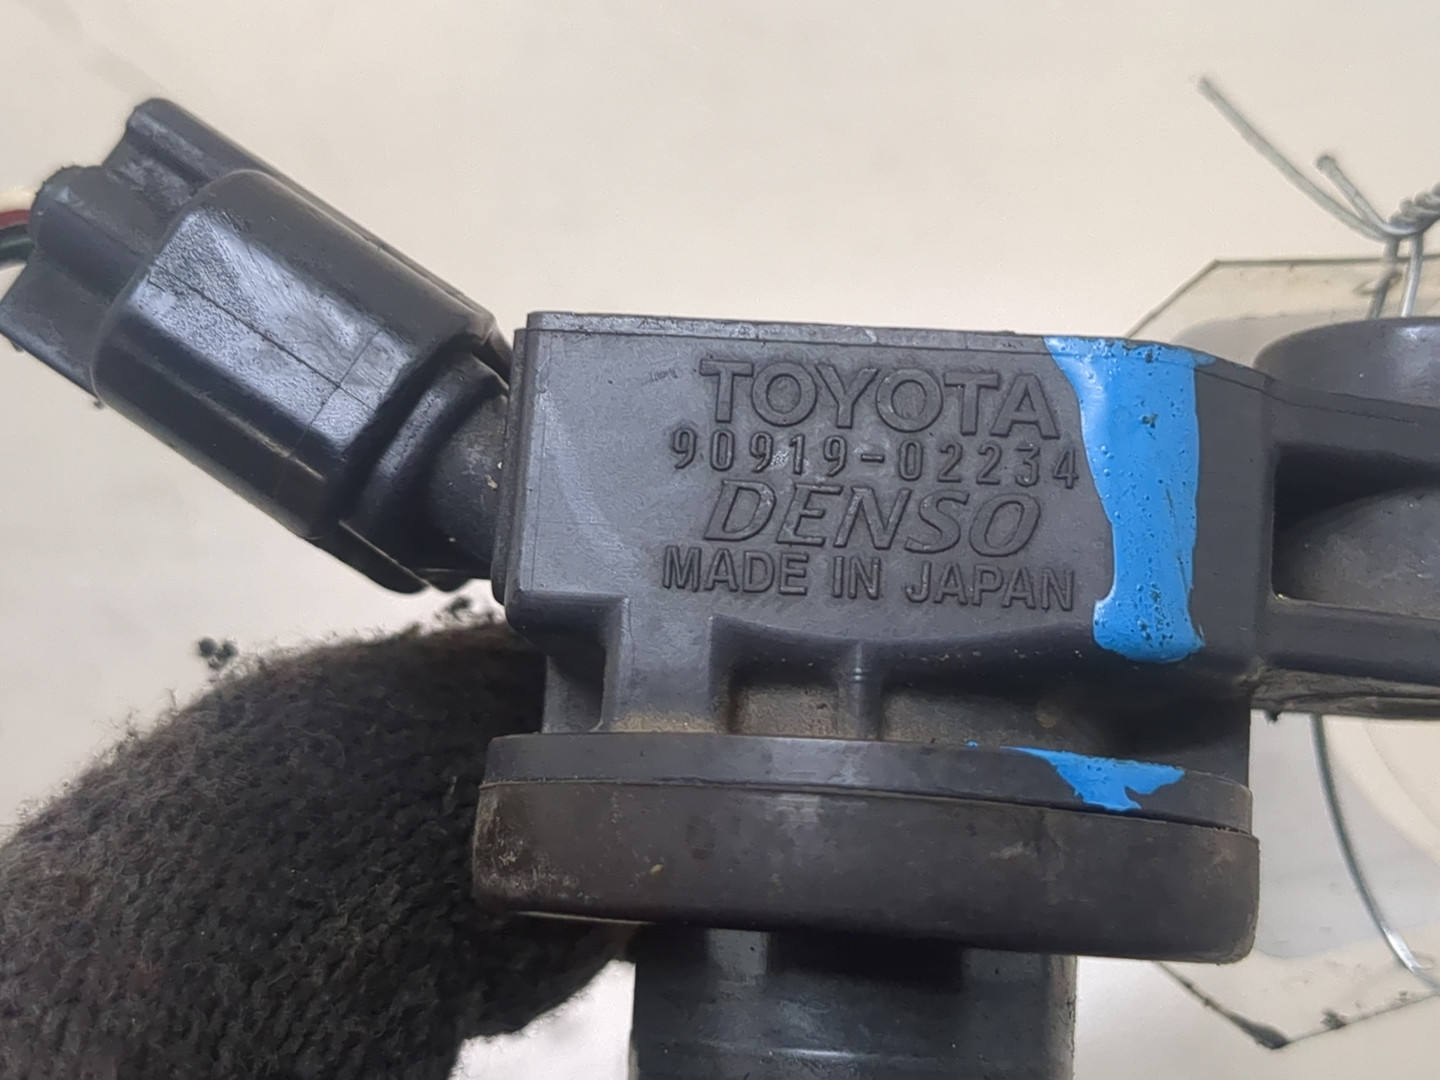 TOYOTA
90919-02234
DENSO
MADE IN JAPAN